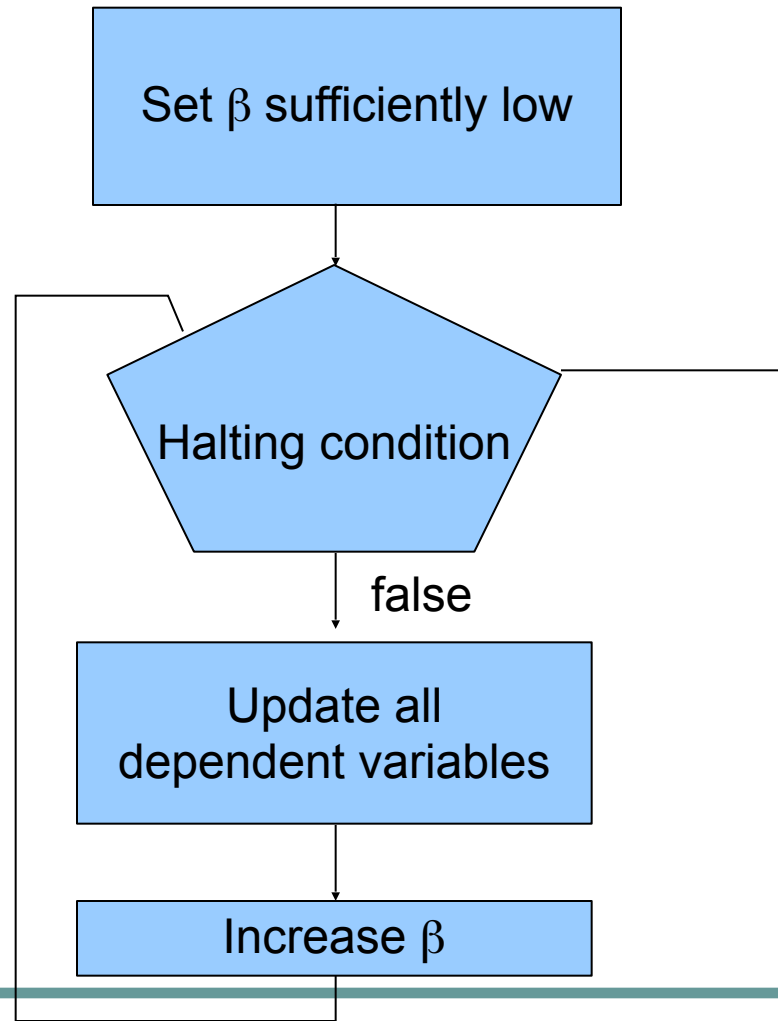 Set β sufficiently low
Halting condition
false
Update all
dependent variables
Increase β